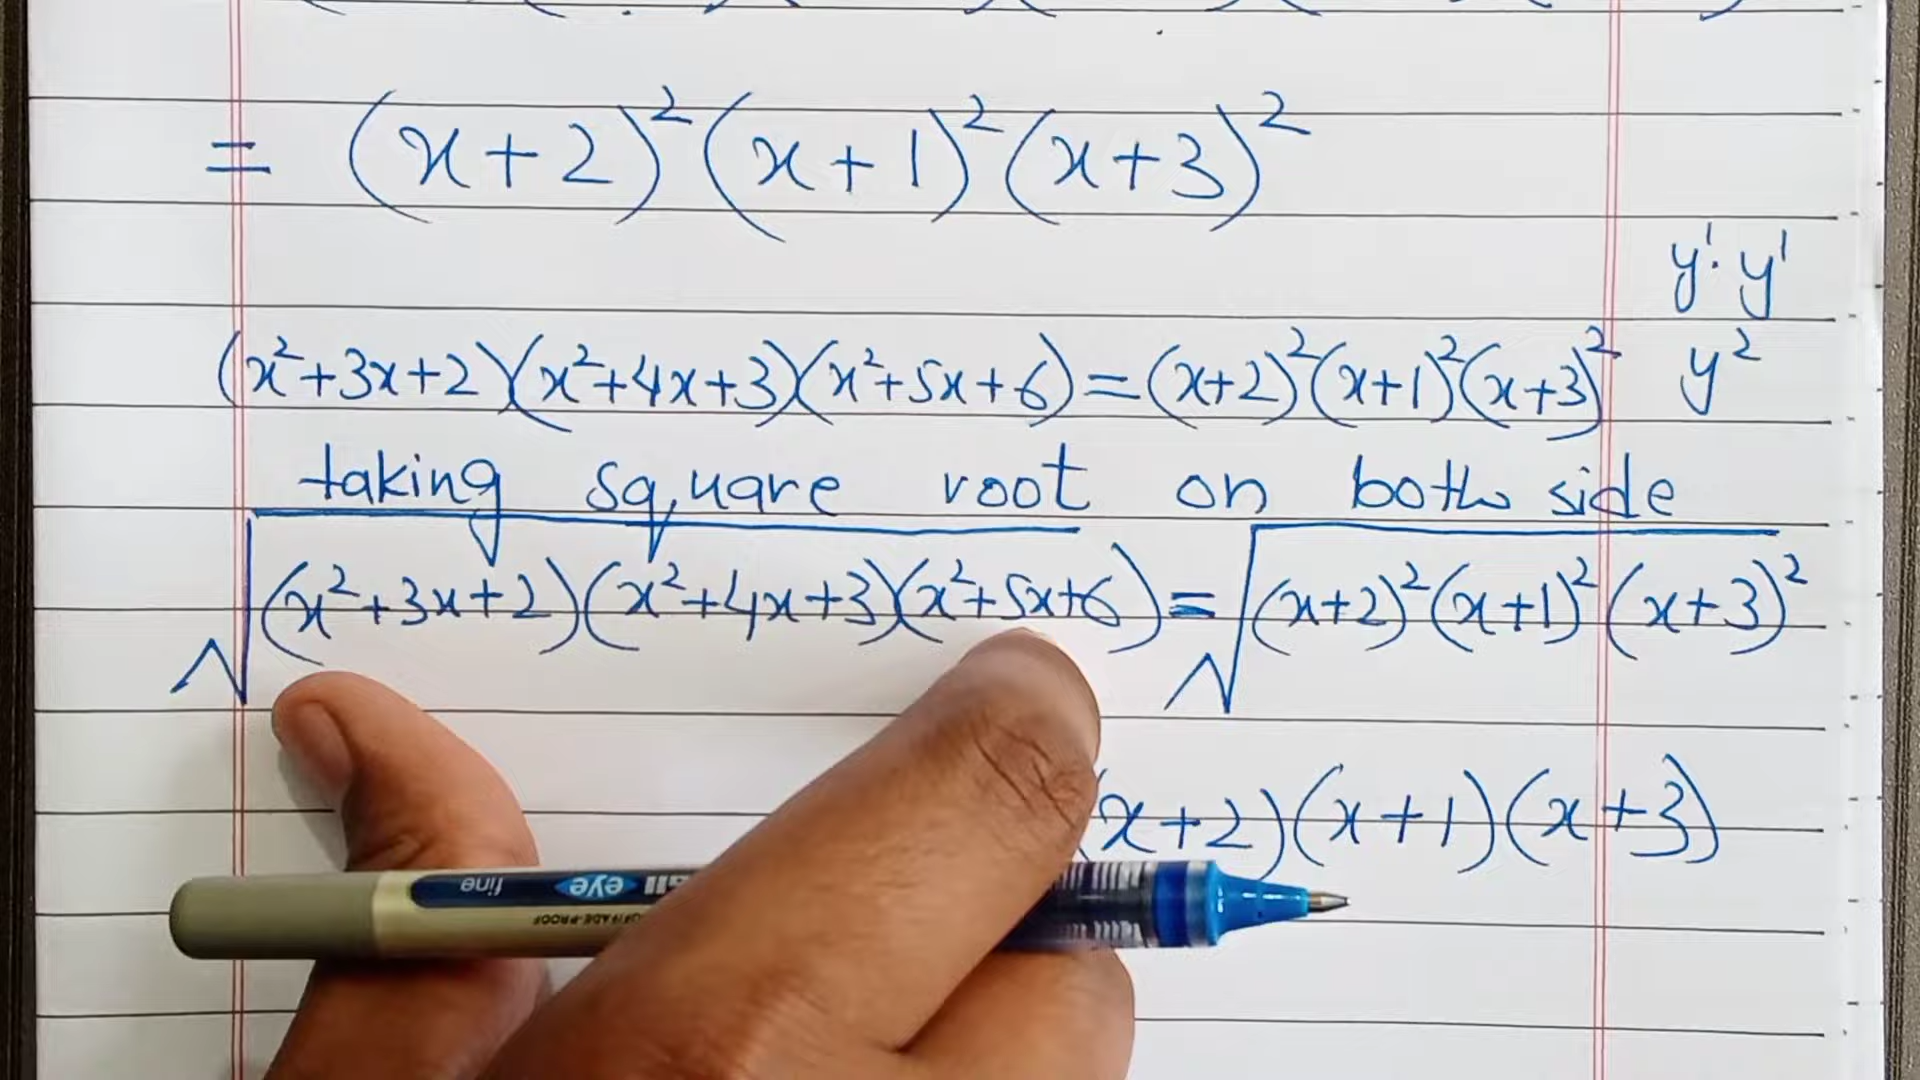 = (x+2)²(x+1)²(x+3)²
y¹·y¹
(x²+3x+2)(x²+4x+3)(x²+5x+6)=(x+2)²(x+1)²(x+3)² y²
taking square root on both side
√(x²+3x+2)(x²+4x+3)(x²+5x+6)=√(x+2)²(x+1)²(x+3)²
(x+2)(x+1)(x+3)
fine eye